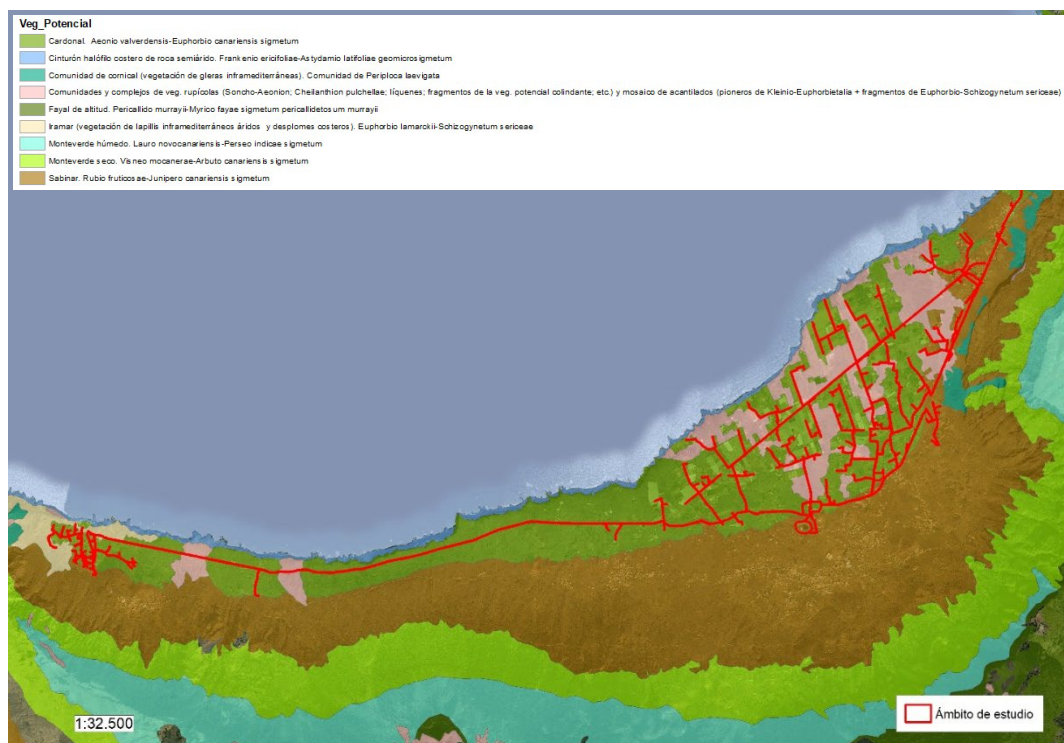 Veg_Potencial
Cardonal. Aeonio valverdensis-Euphorbio canariensis sigmetum
Cinturón halófilo costero de roca semiárido. Frankenio ericifoliae-Astydamio latifoliae geomicrosigmetum
Comunidad de cornical (vegetación de gleras inframediterráneas). Comunidad de Periploca laevigata
Comunidades y complejos de veg. rupícolas (Soncho-Aeonion; Cheilanthion pulchellae; líquenes; fragmentos de la veg. potencial colindante; etc.) y mosaico de acantilados (pioneros de Kleinio-Euphorbietalia + fragmentos de Euphorbio-Schizogynetum sericeae)
Fayal de altitud. Pericallido murrayii-Myrico fayae sigmetum pericallidetosum murrayii
Iramar (vegetación de lapillis inframediterráneos áridos y desplomes costeros). Euphorbio lamarckii-Schizogynetum sericeae
Monteverde húmedo. Lauro novocanariensis-Perseo indicae sigmetum
Monteverde seco. Visneo mocanerae-Arbuto canariensis sigmetum
Sabinar. Rubio fruticosae-Junipero canariensis sigmetum
1:32.500
Ámbito de estudio